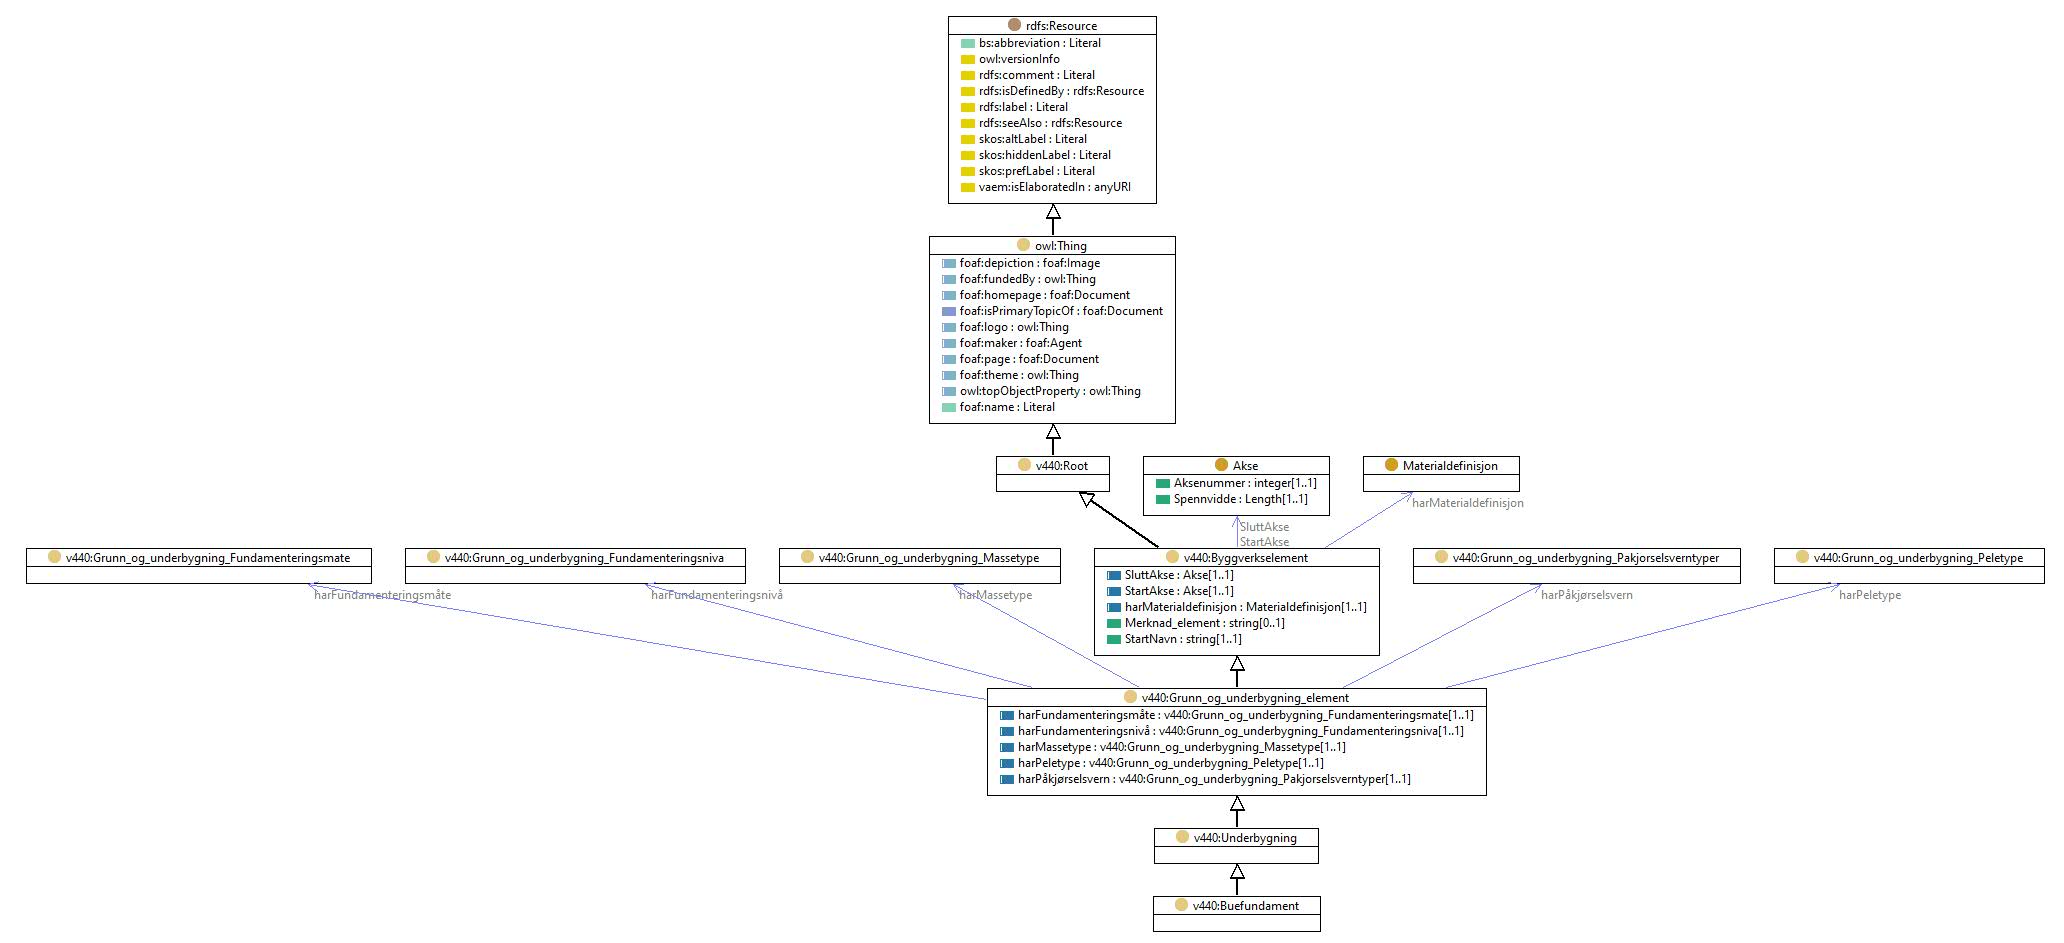 rdfs:Resource
bs:abbreviation : Literal
owl:versionInfo
rdfs:comment : Literal
rdfs:isDefinedBy : rdfs:Resource
rdfs:label : Literal
rdfs:seeAlso : rdfs:Resource
skos:altLabel : Literal
skos:hiddenLabel : Literal
skos:prefLabel : Literal
vaem:isElaboratedIn : anyURI
owl:Thing
foaf:depiction : foaf:Image
foaf:fundedBy : owl:Thing
foaf:homepage : foaf:Document
foaf:isPrimaryTopicOf : foaf:Document
foaf:logo : owl:Thing
foaf:maker : foaf:Agent
foaf:page : foaf:Document
foaf:theme : owl:Thing
owl:topObjectProperty : owl:Thing
foaf:name : Literal
v440:Root
Akse
Aksenummer : integer[1..1]
Spennvidde : Length[1..1]
Materialdefinisjon
harMaterialdefinisjon
SluttAkse
StartAkse
v440:Grunn_og_underbygning_Fundamenteringsmate
v440:Grunn_og_underbygning_Fundamenteringsniva
v440:Grunn_og_underbygning_Massetype
v440:Byggverkselement
SluttAkse : Akse[1..1]
StartAkse : Akse[1..1]
harMaterialdefinisjon : Materialdefinisjon[1..1]
Merknad_element : string[0..1]
StartNavn : string[1..1]
v440:Grunn_og_underbygning_Pakjorselsverntyper
v440:Grunn_og_underbygning_Peletype
harFundamenteringsmåte
harFundamenteringsnivå
harMassetype
harPåkjørselsvern
harPeletype
v440:Grunn_og_underbygning_element
harFundamenteringsmåte : v440:Grunn_og_underbygning_Fundamenteringsmate[1..1]
harFundamenteringsnivå : v440:Grunn_og_underbygning_Fundamenteringsniva[1..1]
harMassetype : v440:Grunn_og_underbygning_Massetype[1..1]
harPeletype : v440:Grunn_og_underbygning_Peletype[1..1]
harPåkjørselsvern : v440:Grunn_og_underbygning_Pakjorselsverntyper[1..1]
v440:Underbygning
v440:Buefundament